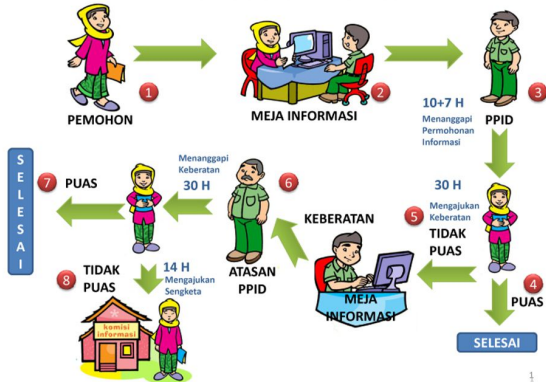 1
PEMOHON
2
MEJA INFORMASI
3
10+7 H
PPID
Menanggapi
Permohonan
Informasi
30 H
Mengajukan
Keberatan
5
TIDAK
PUAS
4
PUAS
SELESAI
KEBERATAN
MEJA
INFORMASI
6
ATASAN
PPID
Menanggapi
Keberatan
30 H
7
PUAS
SELESAI
8
TIDAK
PUAS
14 H
Mengajukan
Sengketa
komisi
informasi
1